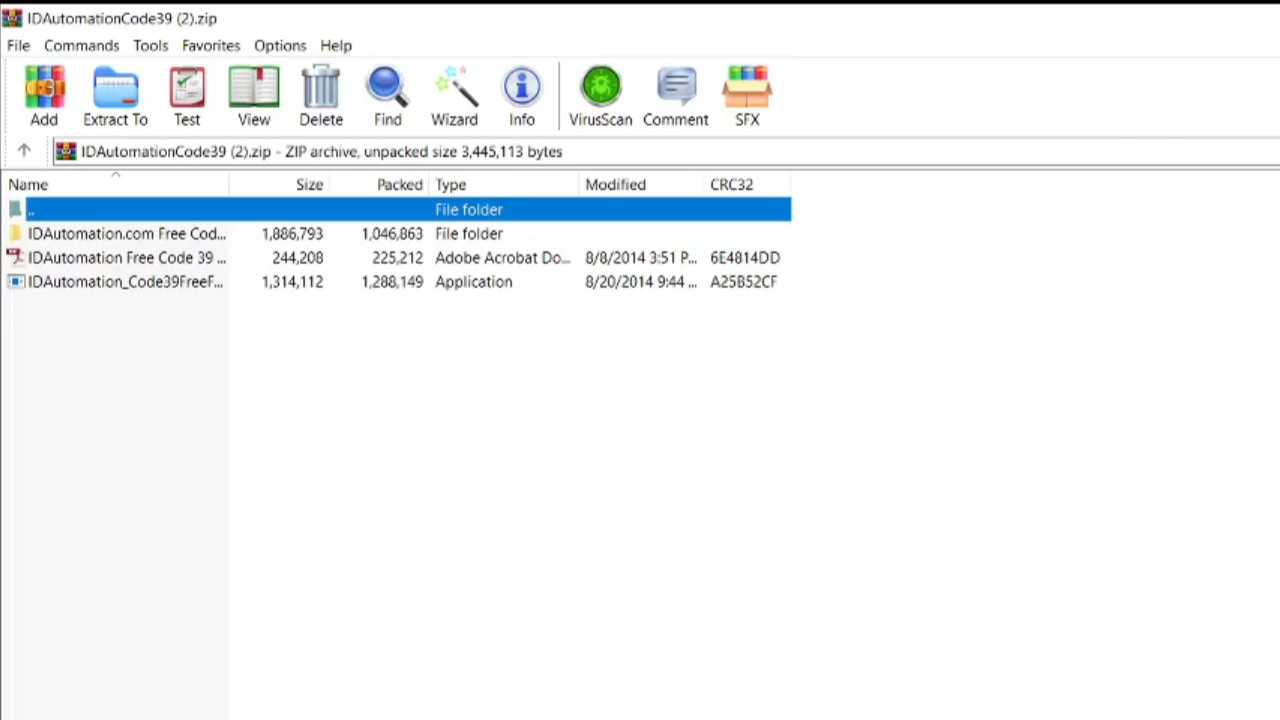 IDAutomationCode39 (2).zip
File Commands Tools Favorites Options Help
Add Extract To Test View Delete Find Wizard Info VirusScan Comment SFX
IDAutomationCode39 (2).zip - ZIP archive, unpacked size 3,445,113 bytes
Name Size Packed Type Modified CRC32
.. File folder
IDAutomation.com Free Cod... 1,886,793 1,046,863 File folder
IDAutomation Free Code 39 ... 244,208 225,212 Adobe Acrobat Do... 8/8/2014 3:51 P... 6E4814DD
IDAutomation_Code39FreeF... 1,314,112 1,288,149 Application 8/20/2014 9:44 ... A25B52CF